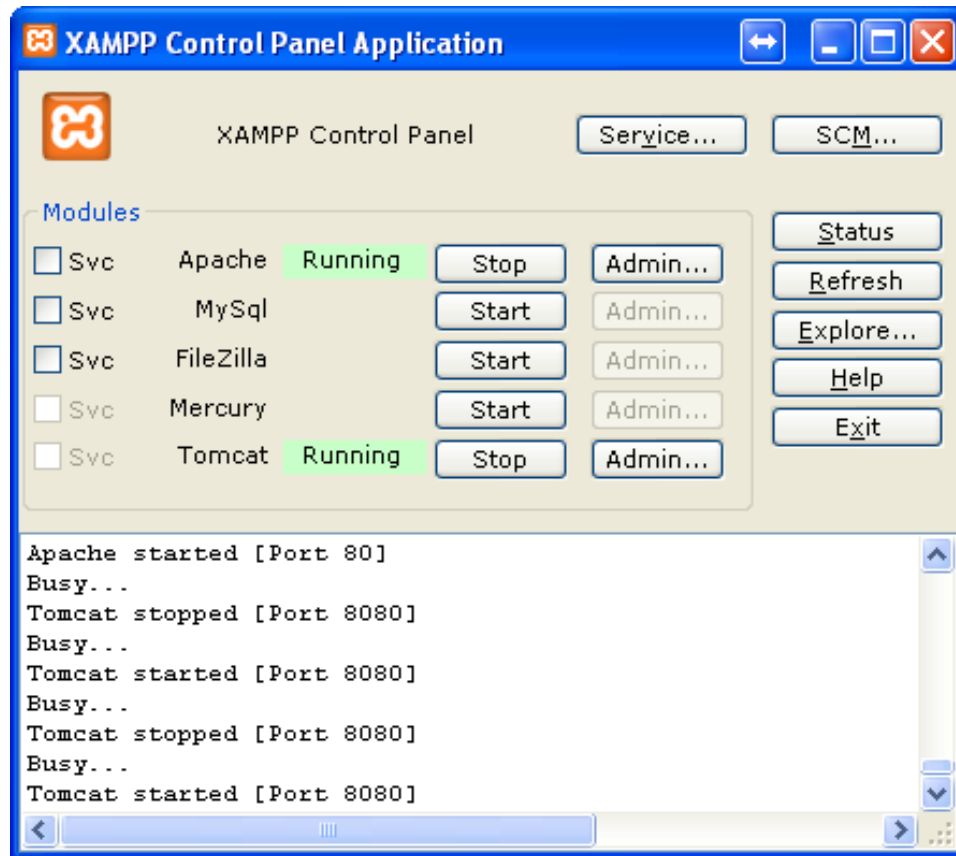 XAMPP Control Panel Application
XAMPP Control Panel Service... SCM...
Modules
Status
Svc Apache Running Stop Admin...
Refresh
Svc MySql Start Admin...
Explore...
Svc FileZilla Start Admin...
Help
Svc Mercury Start Admin...
Exit
Svc Tomcat Running Stop Admin...
Apache started [Port 80]
Busy...
Tomcat stopped [Port 8080]
Busy...
Tomcat started [Port 8080]
Busy...
Tomcat stopped [Port 8080]
Busy...
Tomcat started [Port 8080]